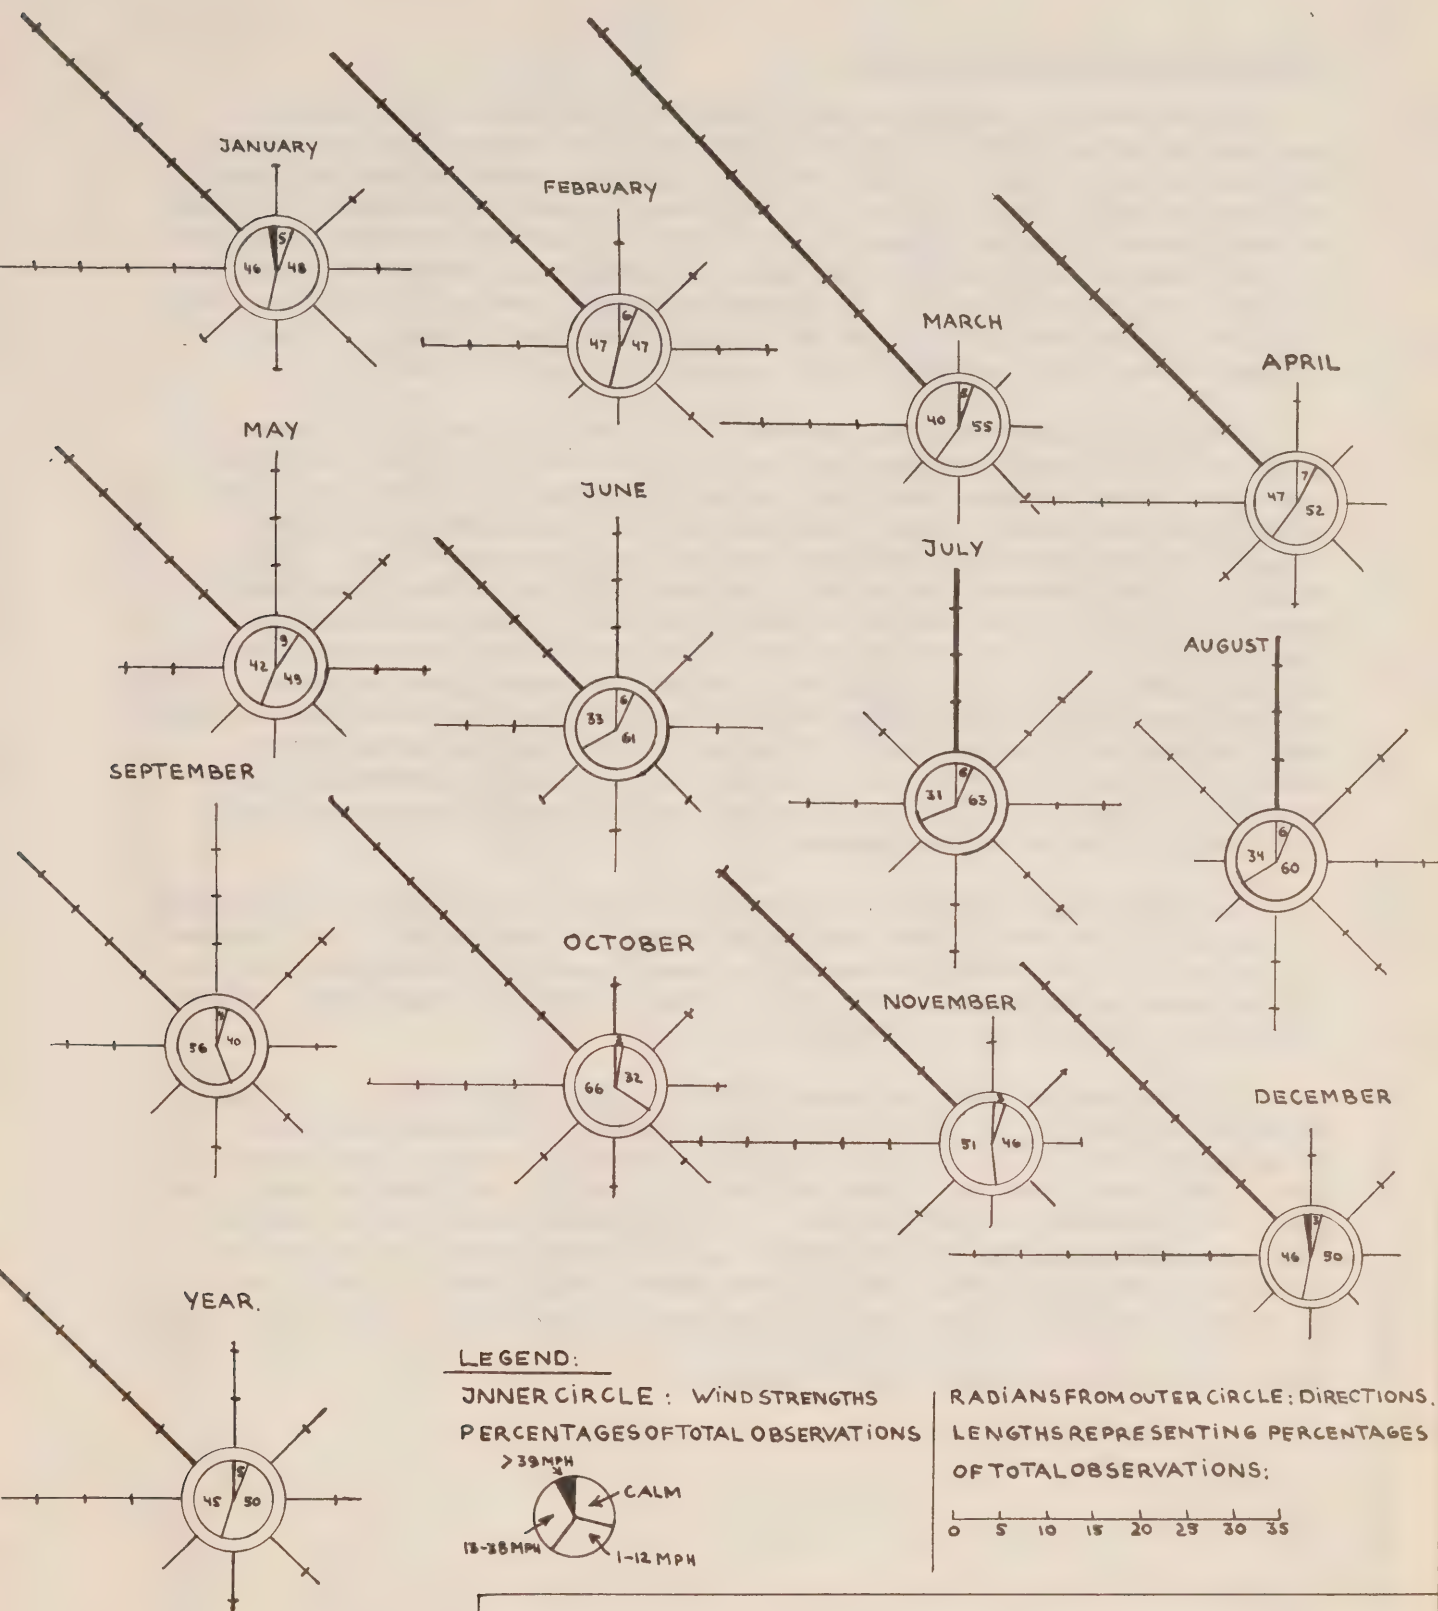 JANUARY
5
46 48
FEBRUARY
6
47 47
MARCH
40 55
APRIL
7
47 52
MAY
9
42 49
JUNE
6
33 61
JULY
6
31 63
AUGUST
6
34 60
SEPTEMBER
56 40
OCTOBER
66 32
NOVEMBER
51 46
DECEMBER
3
46 50
YEAR.
5
45 50
LEGEND:
JNNER CIRCLE : WIND STRENGTHS
PERCENTAGES OF TOTAL OBSERVATIONS
>39 MPH
CALM
13-38 MPH
1-12 MPH
RADIANS FROM OUTER CIRCLE: DIRECTIONS.
LENGTHS REPRESENTING PERCENTAGES
OF TOTAL OBSERVATIONS:
0 5 10 15 20 25 30 35